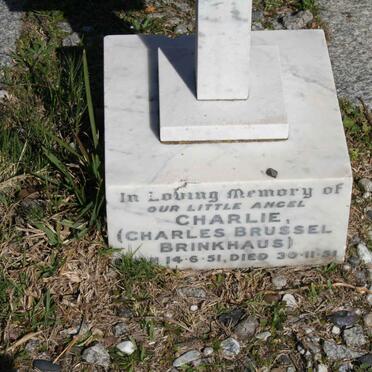 In Loving Memory of
OUR LITTLE ANGEL
CHARLIE,
(CHARLES BRUSSEL
BRINKHAUS)
14·6·51, DIED 30·11·51